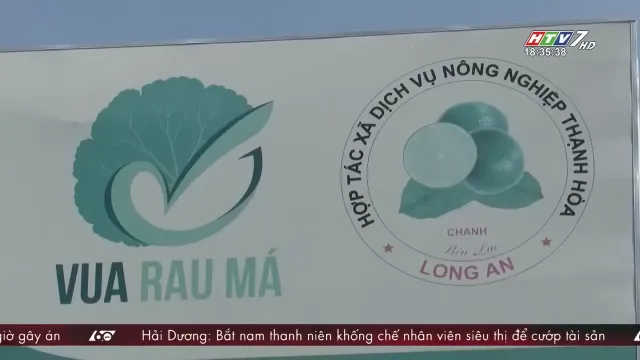 HTV7 HD
18:35:38
VUA RAU MÁ
HỢP TÁC XÃ DỊCH VỤ NÔNG NGHIỆP THẠNH HÒA
CHANH
LONG AN
giờ gây án 60 Hải Dương: Bắt nam thanh niên khống chế nhân viên siêu thị để cướp tài sản